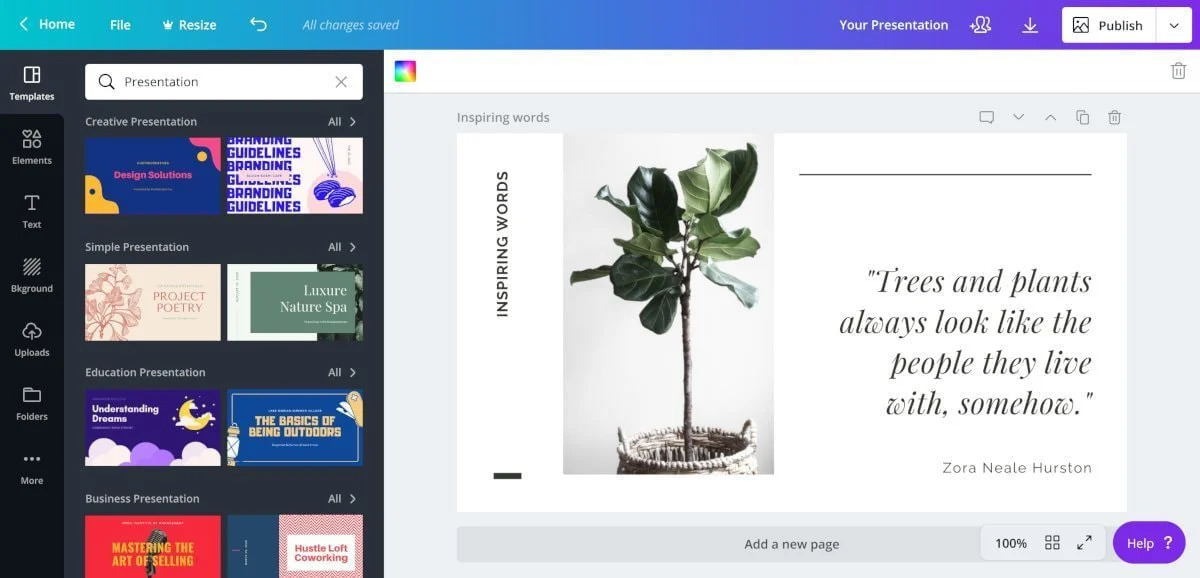 Home
File
Resize
All changes saved
Your Presentation
Publish
Templates
Elements
Text
Bkground
Uploads
Folders
More
Presentation
Creative Presentation
All
Design Solutions
BRANDING
GUIDELINES
BRANDING
BRANDING
GUIDELINES
Simple Presentation
All
PROJECT
POETRY
Luxure
Nature Spa
Education Presentation
All
Understanding
Dreams
THE BASICS OF
BEING OUTDOORS
Business Presentation
All
MASTERING THE
ART OF SELLING
Hustle Loft
Coworking
Inspiring words
INSPIRING WORDS
"Trees and plants
always look like the
people they live
with, somehow."
Zora Neale Hurston
Add a new page
100%
Help ?